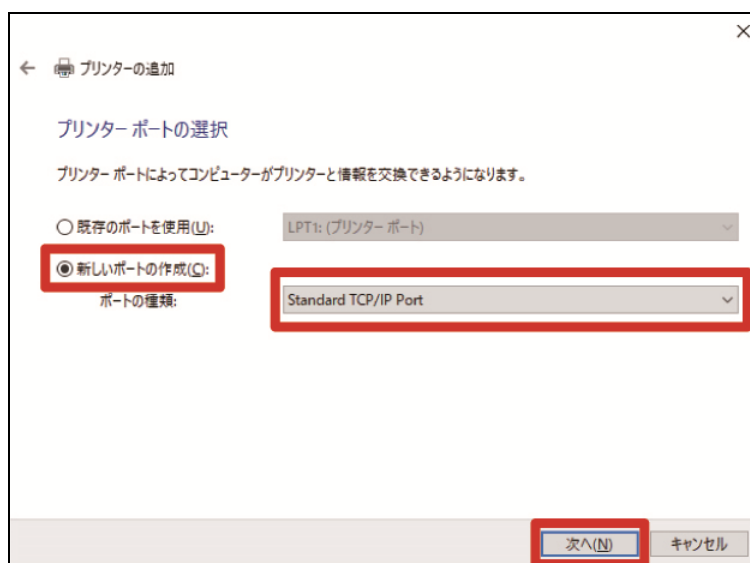 プリンターの追加
プリンター ポートの選択
プリンター ポートによってコンピューターがプリンターと情報を交換できるようになります。
既存のポートを使用(U): LPT1: (プリンター ポート)
新しいポートの作成(C):
ポートの種類: Standard TCP/IP Port
次へ(N) キャンセル